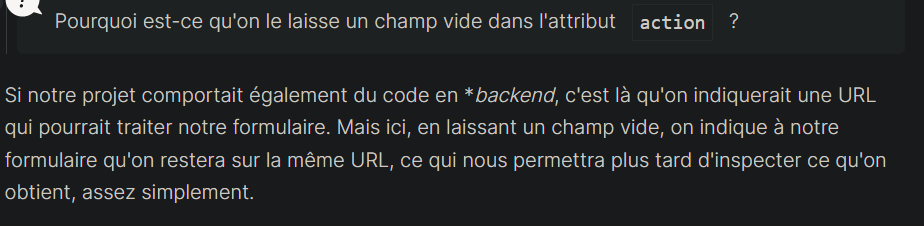 ?
Pourquoi est-ce qu'on le laisse un champ vide dans l'attribut action ?
Si notre projet comportait également du code en *backend, c'est là qu'on indiquerait une URL
qui pourrait traiter notre formulaire. Mais ici, en laissant un champ vide, on indique à notre
formulaire qu'on restera sur la même URL, ce qui nous permettra plus tard d'inspecter ce qu'on
obtient, assez simplement.